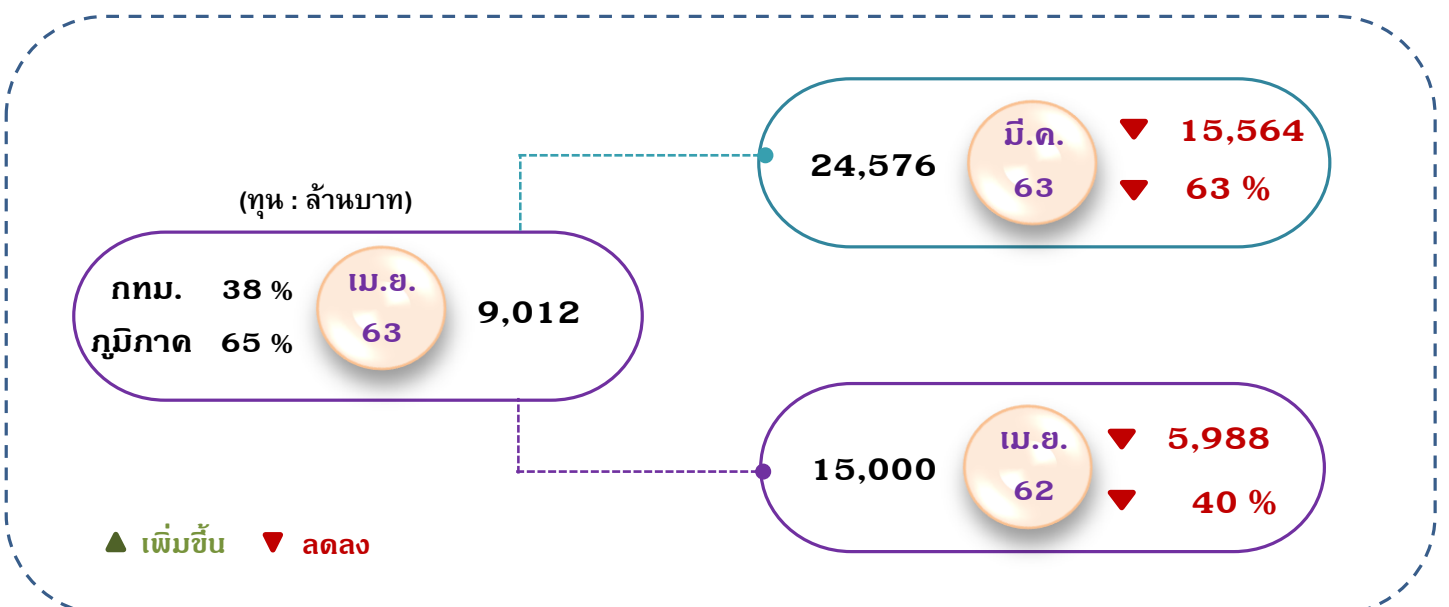 (ทุน : ล้านบาท)
กทม. 38 %
ภูมิภาค 65 %
เม.ย.
63
9,012
24,576
มี.ค.
63
15,564
63 %
15,000
เม.ย.
62
5,988
40 %
เพิ่มขึ้น ลดลง